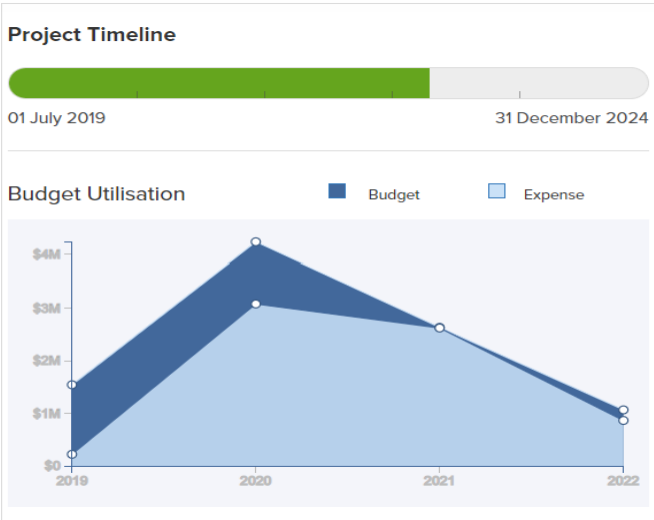 Project Timeline
01 July 2019 31 December 2024
Budget Utilisation Budget Expense
$4M
$3M
$2M
$1M
$0
2019 2020 2021 2022